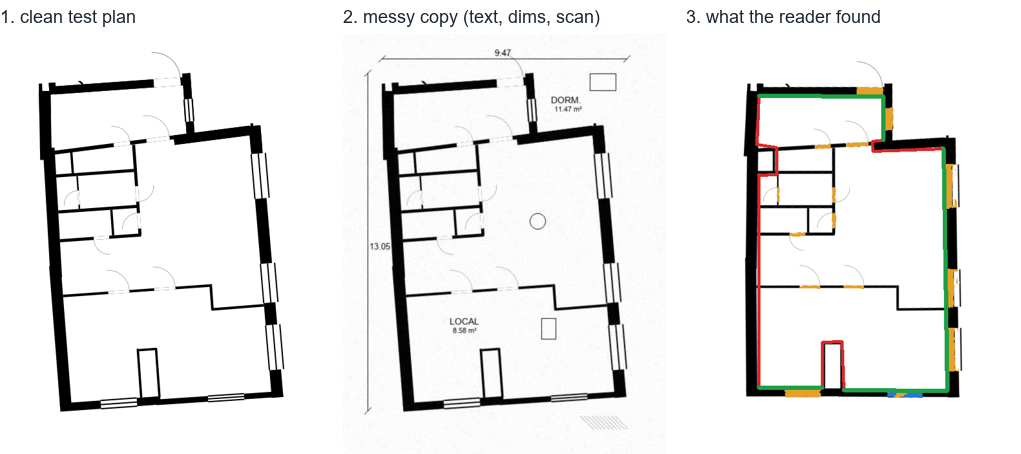 1. clean test plan
2. messy copy (text, dims, scan)
3. what the reader found
9.47
DORM.
11.47 m²
13.05
LOCAL
8.58 m²